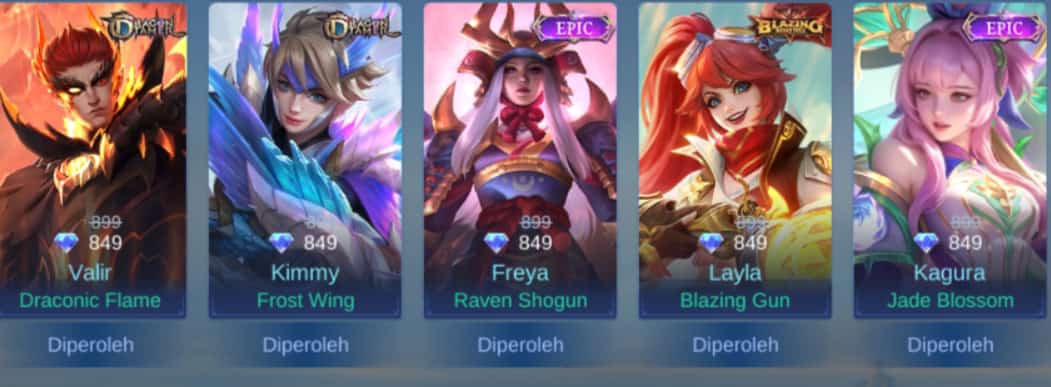 DRAGON TAMER
DRAGON TAMER
EPIC
BLAZING
EPIC
899
849
Valir
Draconic Flame
Diperoleh
849
Kimmy
Frost Wing
Diperoleh
899
849
Freya
Raven Shogun
Diperoleh
899
849
Layla
Blazing Gun
Diperoleh
899
849
Kagura
Jade Blossom
Diperoleh